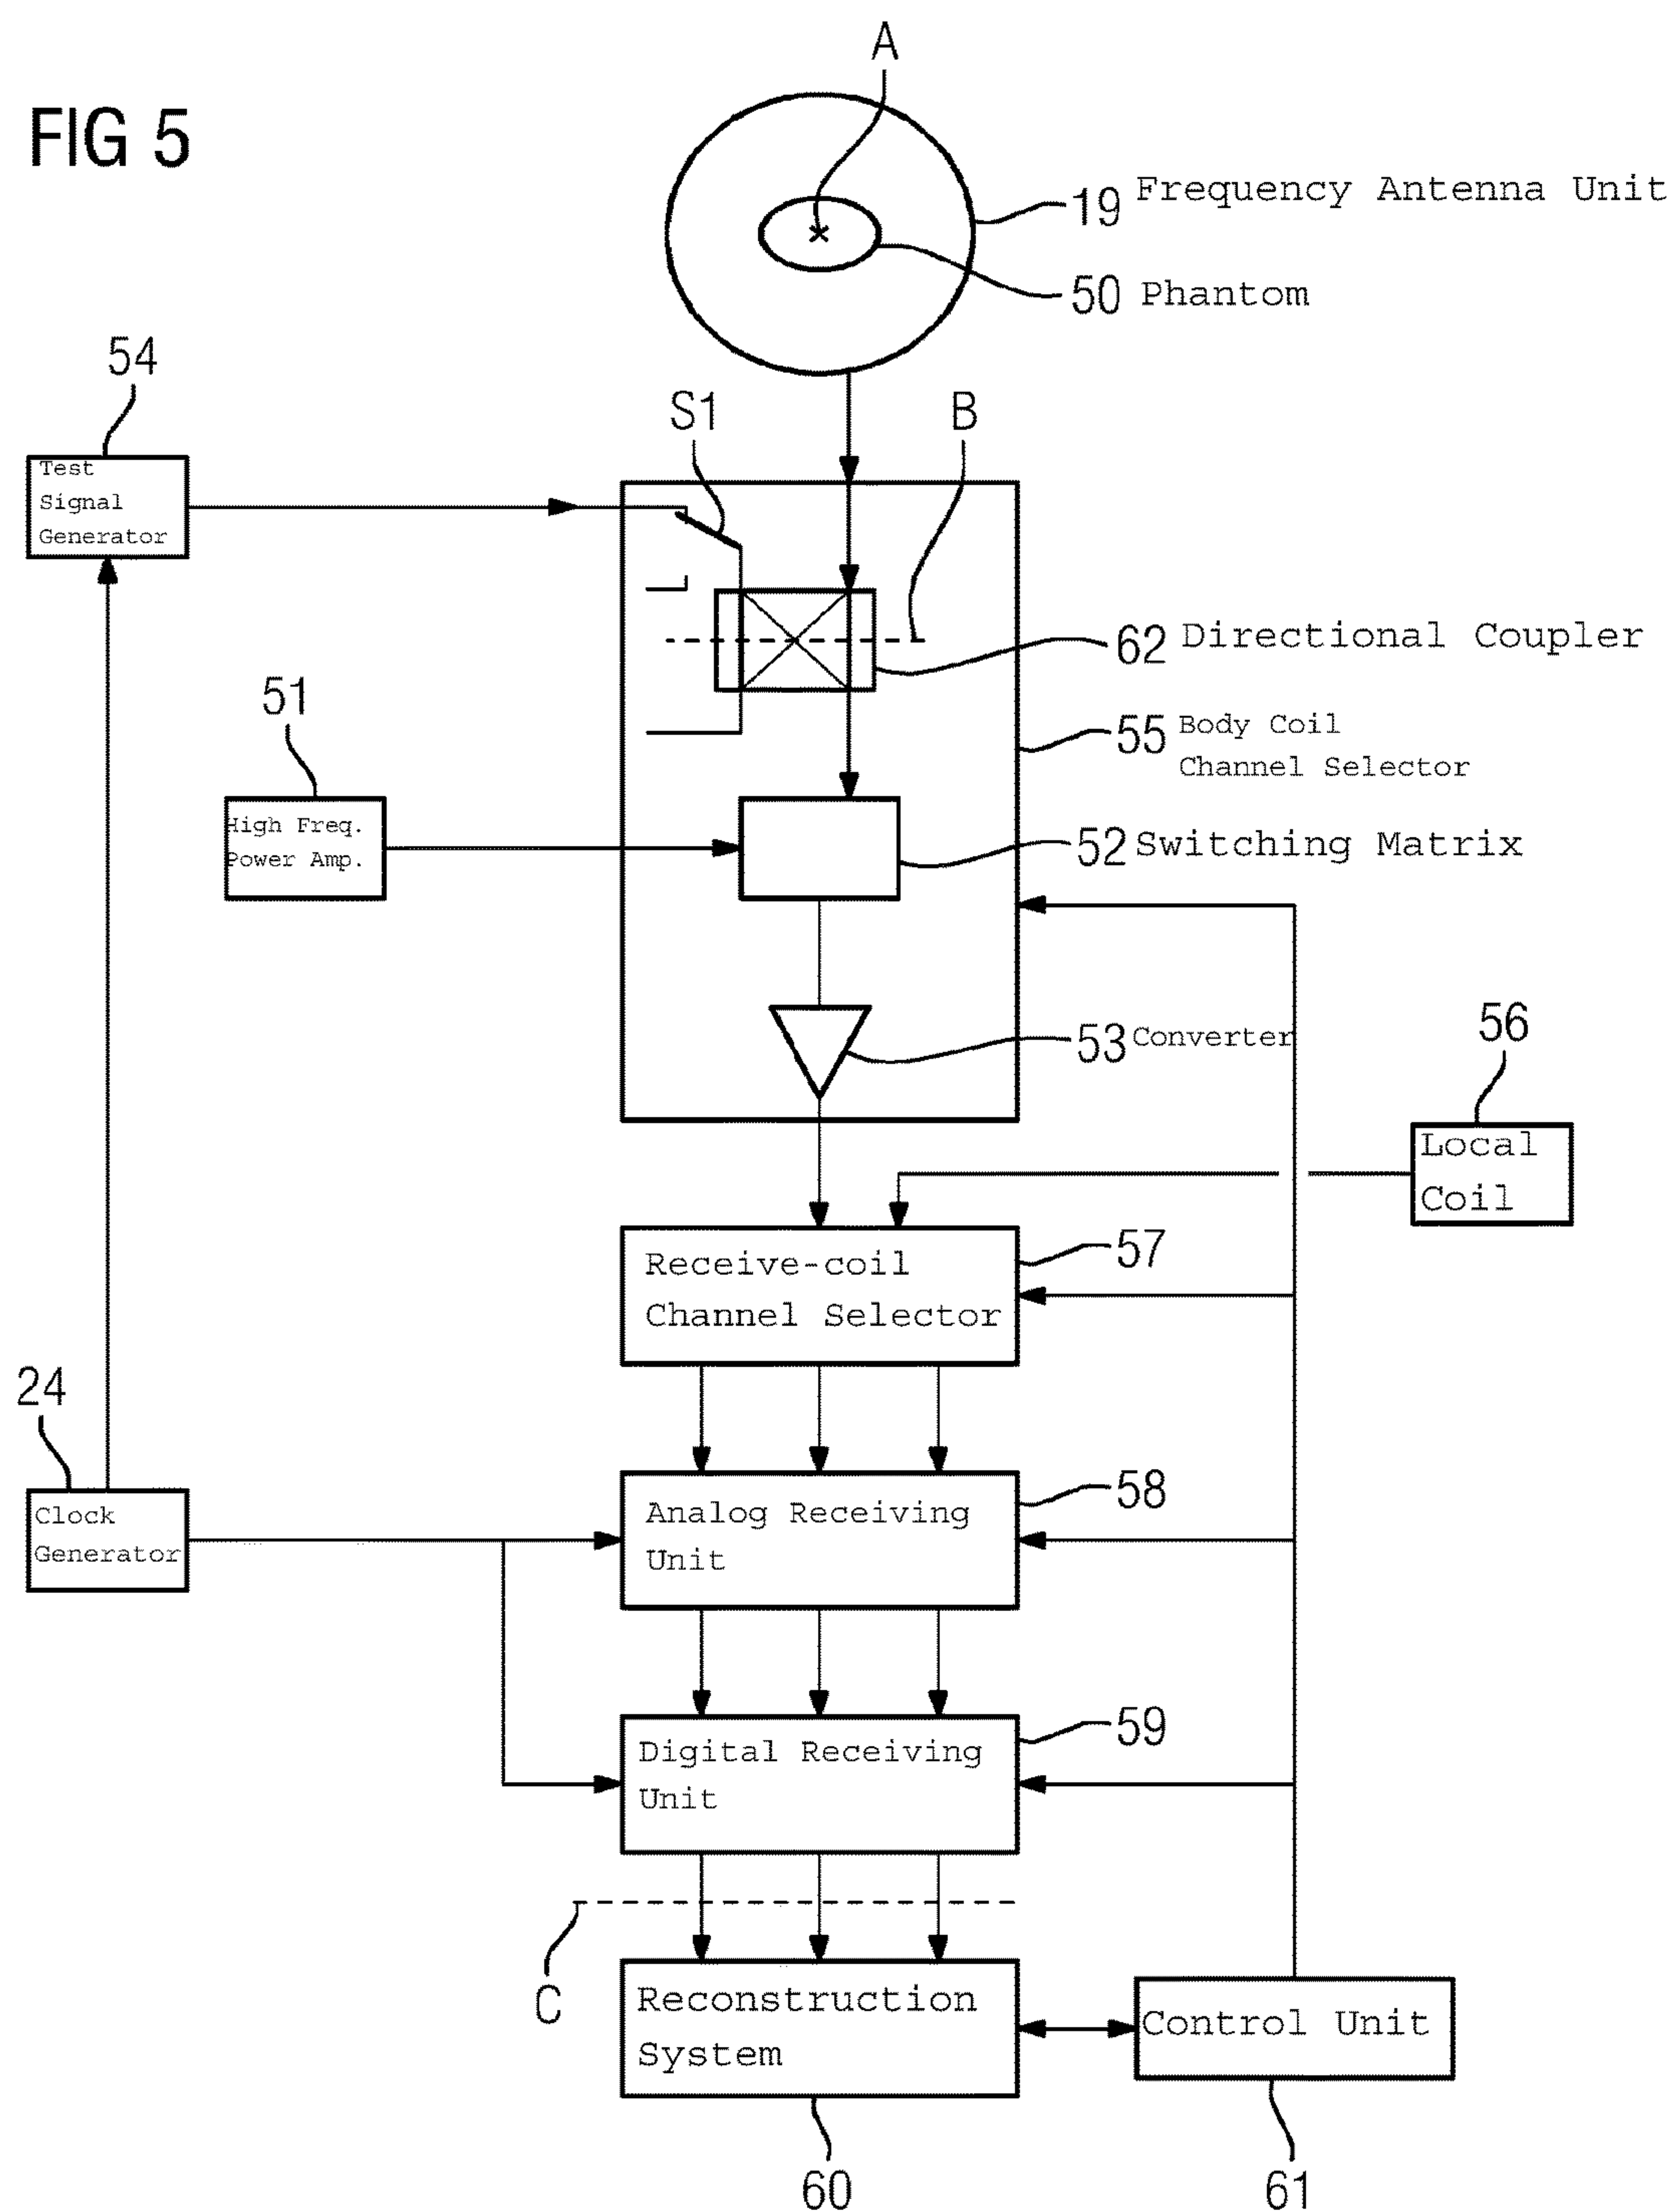 FIG 5
A
19 Frequency Antenna Unit
50 Phantom
54
Test
Signal
Generator
S1
B
62 Directional Coupler
55 Body Coil
Channel Selector
51
High Freq.
Power Amp.
52 Switching Matrix
53 Converter
56
Local
Coil
Receive-coil
Channel Selector
57
24
Clock
Generator
Analog Receiving
Unit
58
Digital Receiving
Unit
59
C
Reconstruction
System
Control Unit
60
61